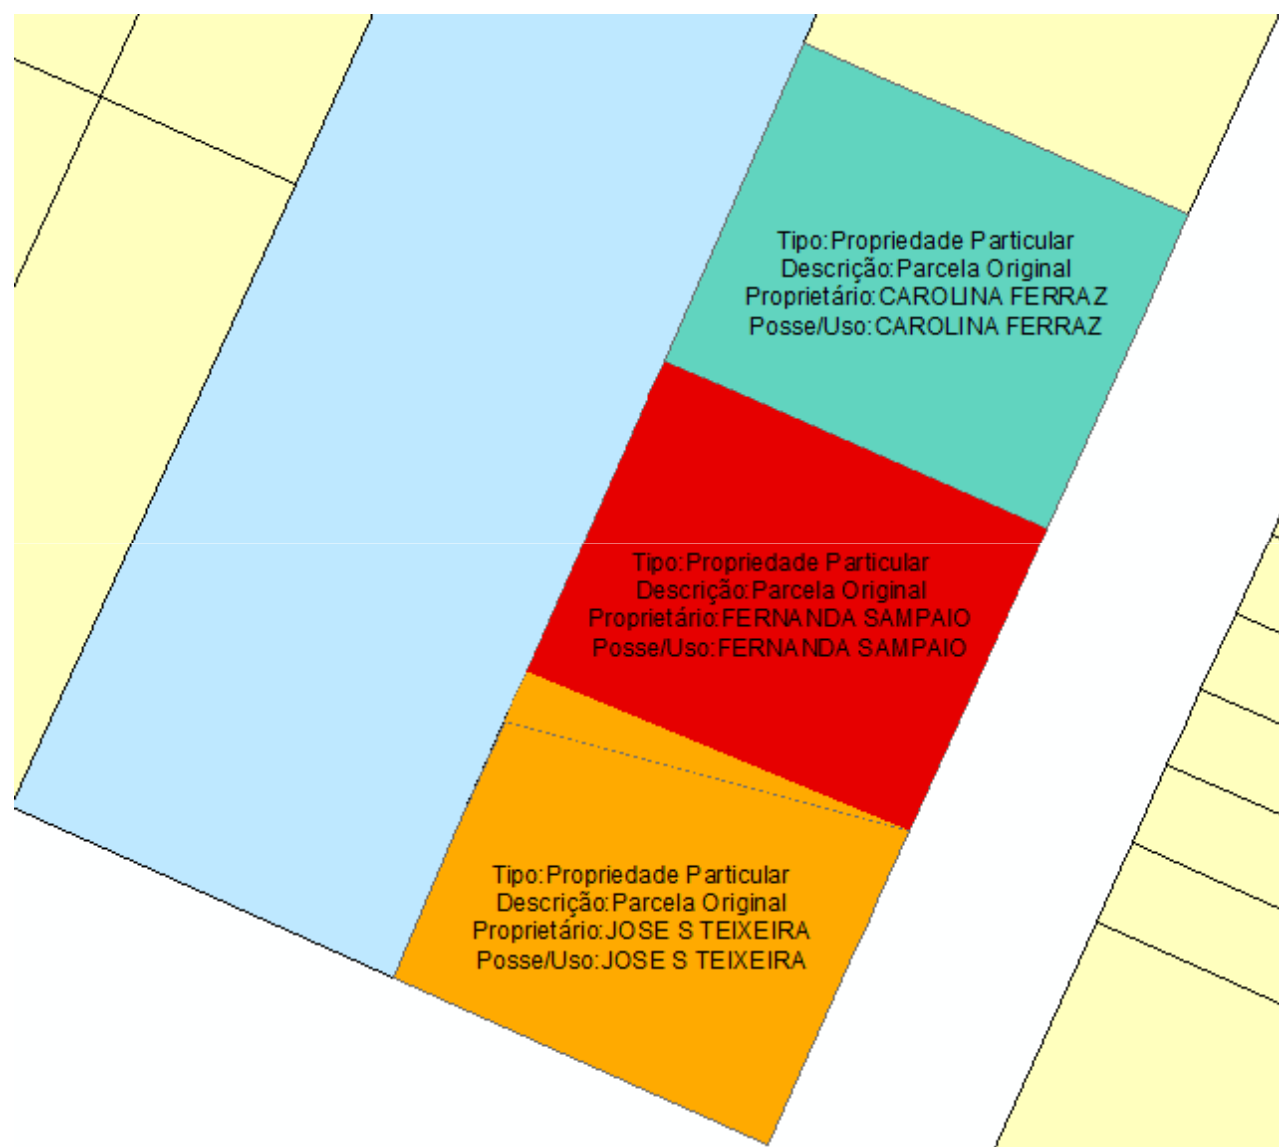 Tipo:Propriedade Particular
Descrição:Parcela Original
Proprietário:CAROLINA FERRAZ
Posse/Uso:CAROLINA FERRAZ
Tipo:Propriedade Particular
Descrição:Parcela Original
Proprietário:FERNANDA SAMPAIO
Posse/Uso:FERNANDA SAMPAIO
Tipo:Propriedade Particular
Descrição:Parcela Original
Proprietário:JOSE S TEIXEIRA
Posse/Uso:JOSE S TEIXEIRA